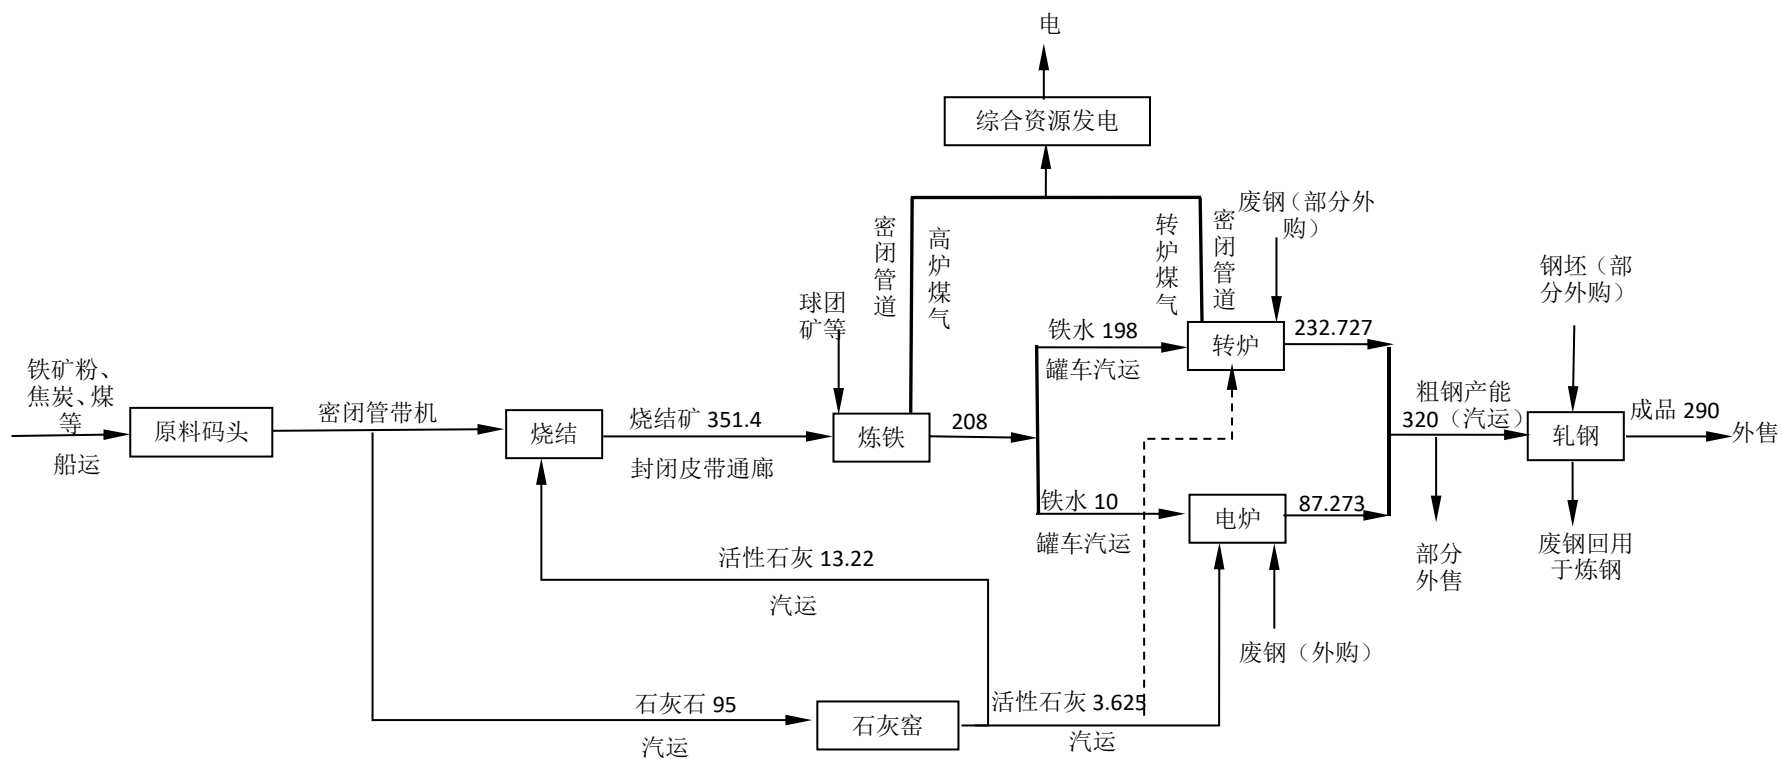 电
综合资源发电
废钢（部分外
购）
密闭管道
高炉煤气
转炉煤气
密闭管道
钢坯（部
分外购）
球团
矿等
铁水 198
罐车汽运
转炉
232.727
铁矿粉、
焦炭、煤
等
船运
原料码头
密闭管带机
烧结
烧结矿 351.4
封闭皮带通廊
炼铁
208
粗钢产能
320（汽运）
轧钢
成品 290
外售
铁水 10
罐车汽运
电炉
87.273
部分
外售
废钢回用
于炼钢
活性石灰 13.22
汽运
废钢（外购）
石灰石 95
汽运
石灰窑
活性石灰 3.625
汽运